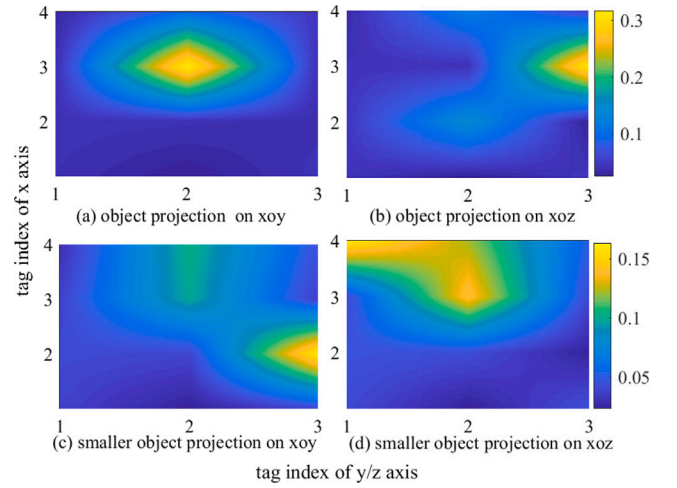 4
3
2
1 2 3
(a) object projection on xoy
4
3
2
1 2 3
(b) object projection on xoz
0.3
0.2
0.1
tag index of x axis
4
3
2
1 2 3
(c) smaller object projection on xoy
4
3
2
1 2 3
(d) smaller object projection on xoz
0.15
0.1
0.05
tag index of y/z axis